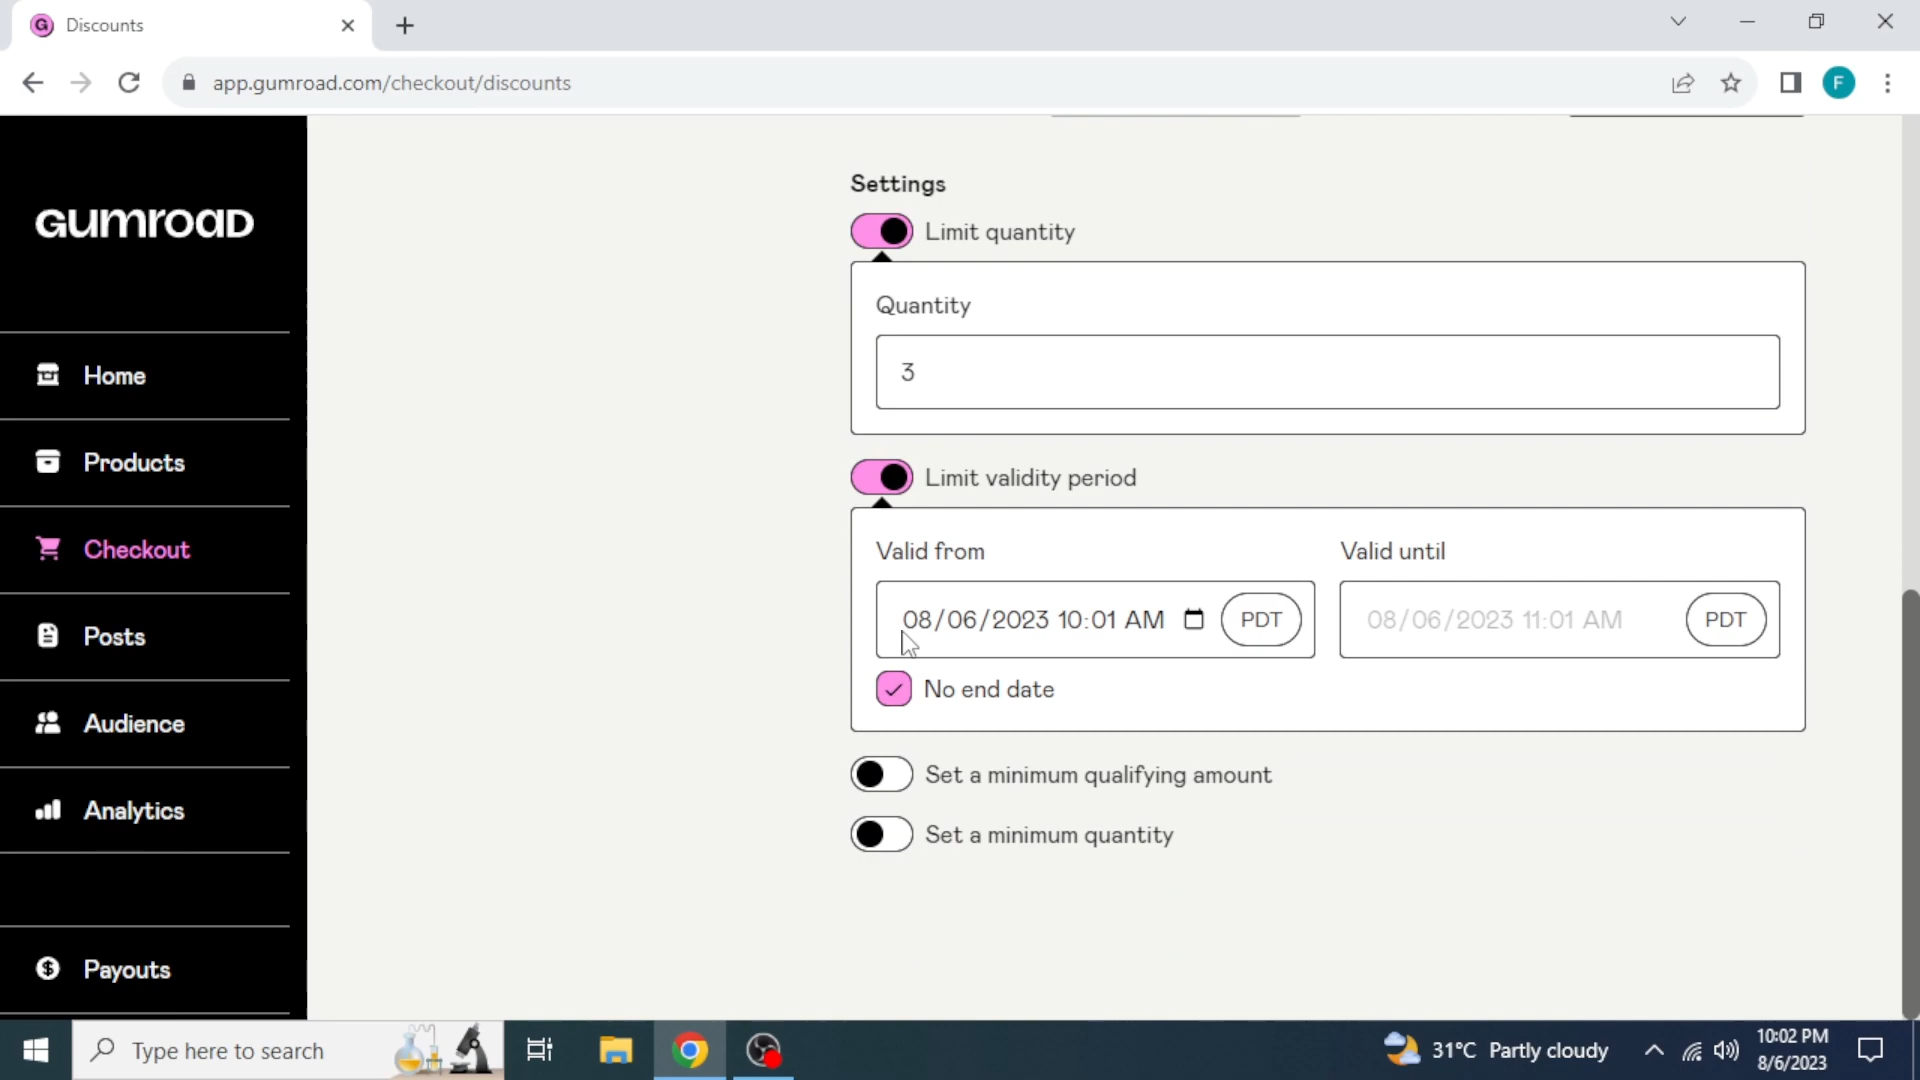 Discounts
app.gumroad.com/checkout/discounts
GUMROAD
Home
Products
Checkout
Posts
Audience
Analytics
Payouts
Settings
Limit quantity
Quantity
3
Limit validity period
Valid from
Valid until
08/06/2023 10:01 AM PDT
08/06/2023 11:01 AM PDT
No end date
Set a minimum qualifying amount
Set a minimum quantity
Type here to search
31°C Partly cloudy
10:02 PM
8/6/2023
F